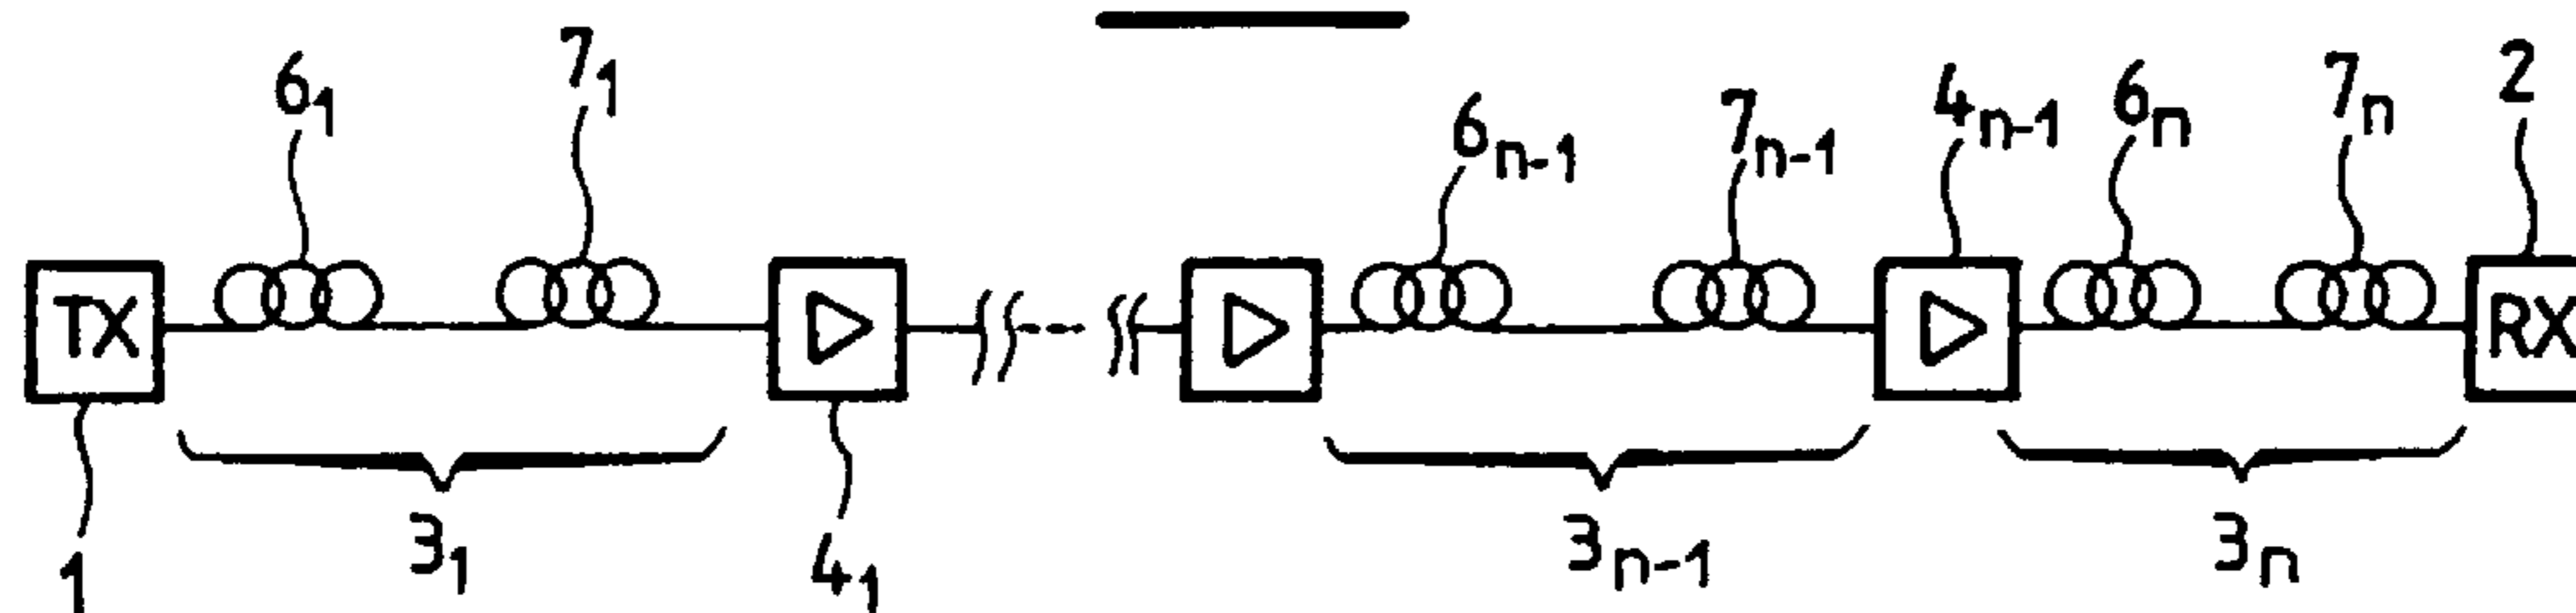 6₁ 7₁ 6ₙ₋₁ 7ₙ₋₁ 4ₙ₋₁ 6ₙ 7ₙ 2
TX RX
1 3₁ 4₁ 3ₙ₋₁ 3ₙ